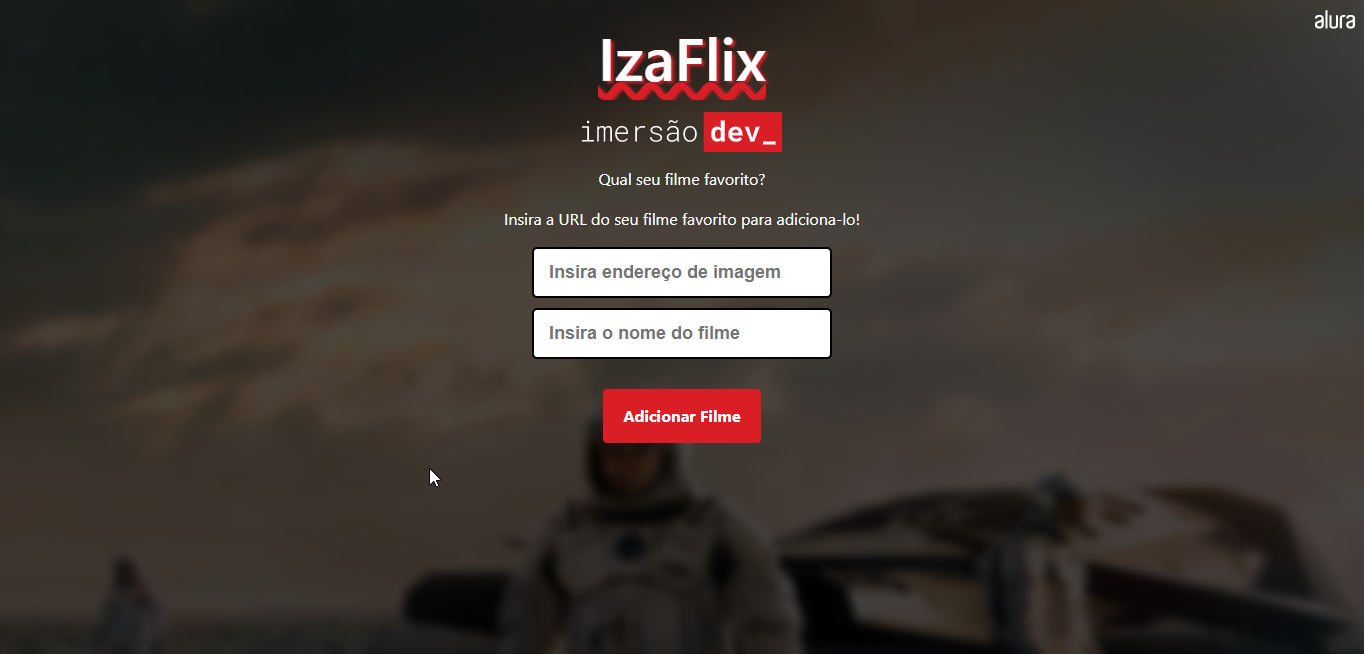 alura
IzaFlix
imersão dev_
Qual seu filme favorito?
Insira a URL do seu filme favorito para adiciona-lo!
Insira endereço de imagem
Insira o nome do filme
Adicionar Filme